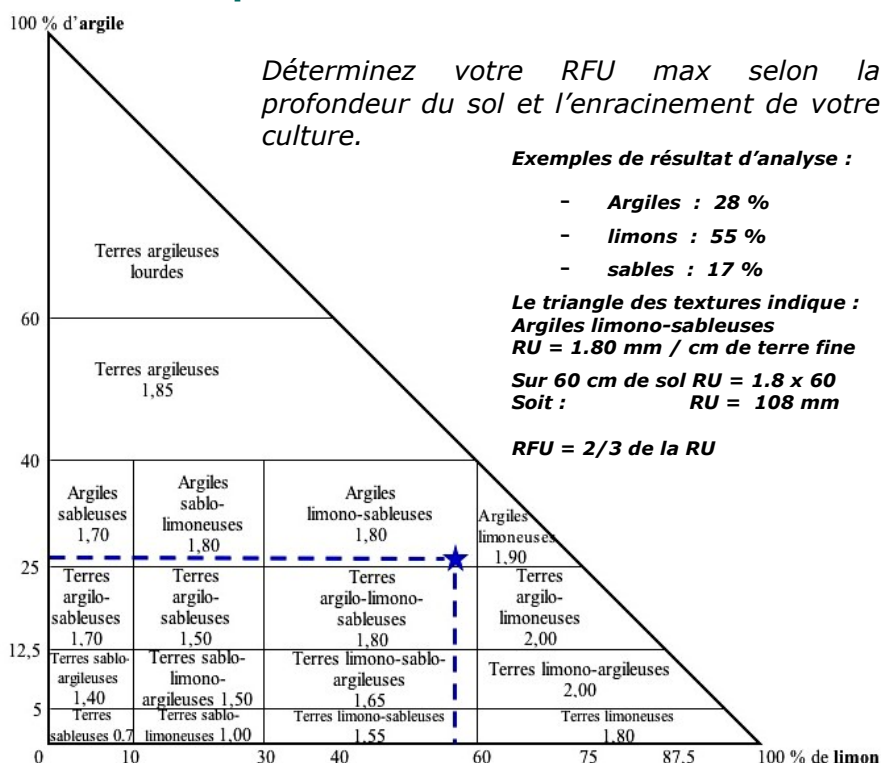 100 % d'argile
Déterminez votre RFU max selon la
profondeur du sol et l'enracinement de votre
culture.
Exemples de résultat d'analyse :
- Argiles : 28 %
- limons : 55 %
- sables : 17 %
Le triangle des textures indique :
Argiles limono-sableuses
RU = 1.80 mm / cm de terre fine
Sur 60 cm de sol RU = 1.8 x 60
Soit : RU = 108 mm
RFU = 2/3 de la RU
Terres argileuses
lourdes
60
Terres argileuses
1,85
40
Argiles
sableuses
1,70
Argiles
sablo-
limoneuses
1,80
Argiles
limono-sableuses
1,80
Argiles
limoneuses
1,90
25
Terres
argilo-
sableuses
1,70
Terres
argilo-
sableuses
1,50
Terres
argilo-limono-
sableuses
1,80
Terres
argilo-
limoneuses
2,00
12,5
Terres sablo-
argileuses
1,40
Terres sablo-
limono-
argileuses 1,50
Terres limono-sablo-
argileuses
1,65
Terres limono-argileuses
2,00
5
Terres
sableuses 0.7
Terres sablo-
limoneuses 1,00
Terres limono-sableuses
1,55
Terres limoneuses
1,80
0 10 30 40 60 75 87.5 100 % de limon